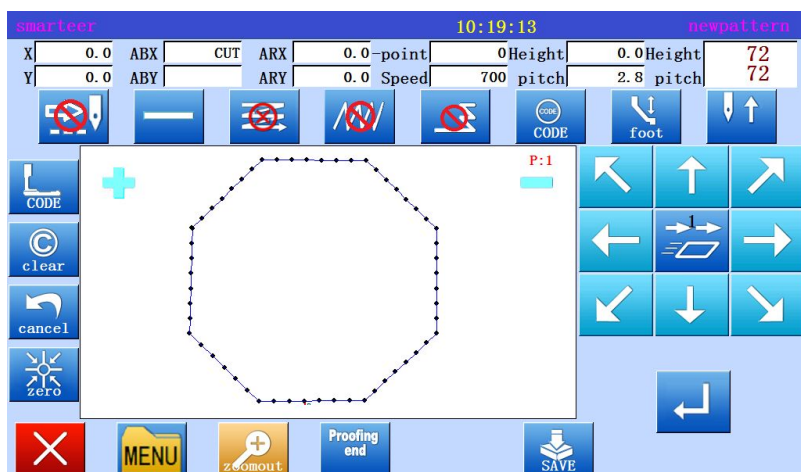 smarteer 10:19:13 newpattern
X 0.0 ABX CUT ARX 0.0 -point 0 Height 0.0 Height 72
Y 0.0 ABY ARY 0.0 Speed 700 pitch 2.8 pitch 72
CODE CODE foot
P:1
CODE
1
clear
cancel
zero
MENU zoomout Proofing end SAVE